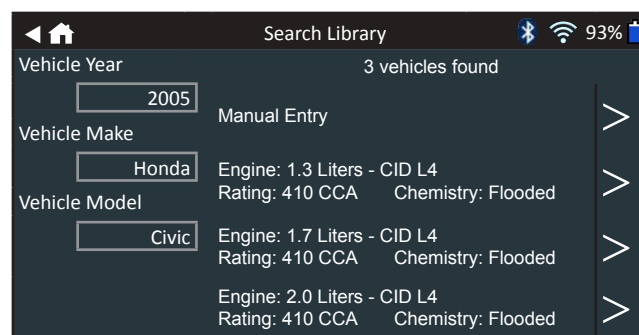 Search Library
93%
Vehicle Year
2005
Vehicle Make
Honda
Vehicle Model
Civic
3 vehicles found
Manual Entry
Engine: 1.3 Liters - CID L4
Rating: 410 CCA Chemistry: Flooded
Engine: 1.7 Liters - CID L4
Rating: 410 CCA Chemistry: Flooded
Engine: 2.0 Liters - CID L4
Rating: 410 CCA Chemistry: Flooded